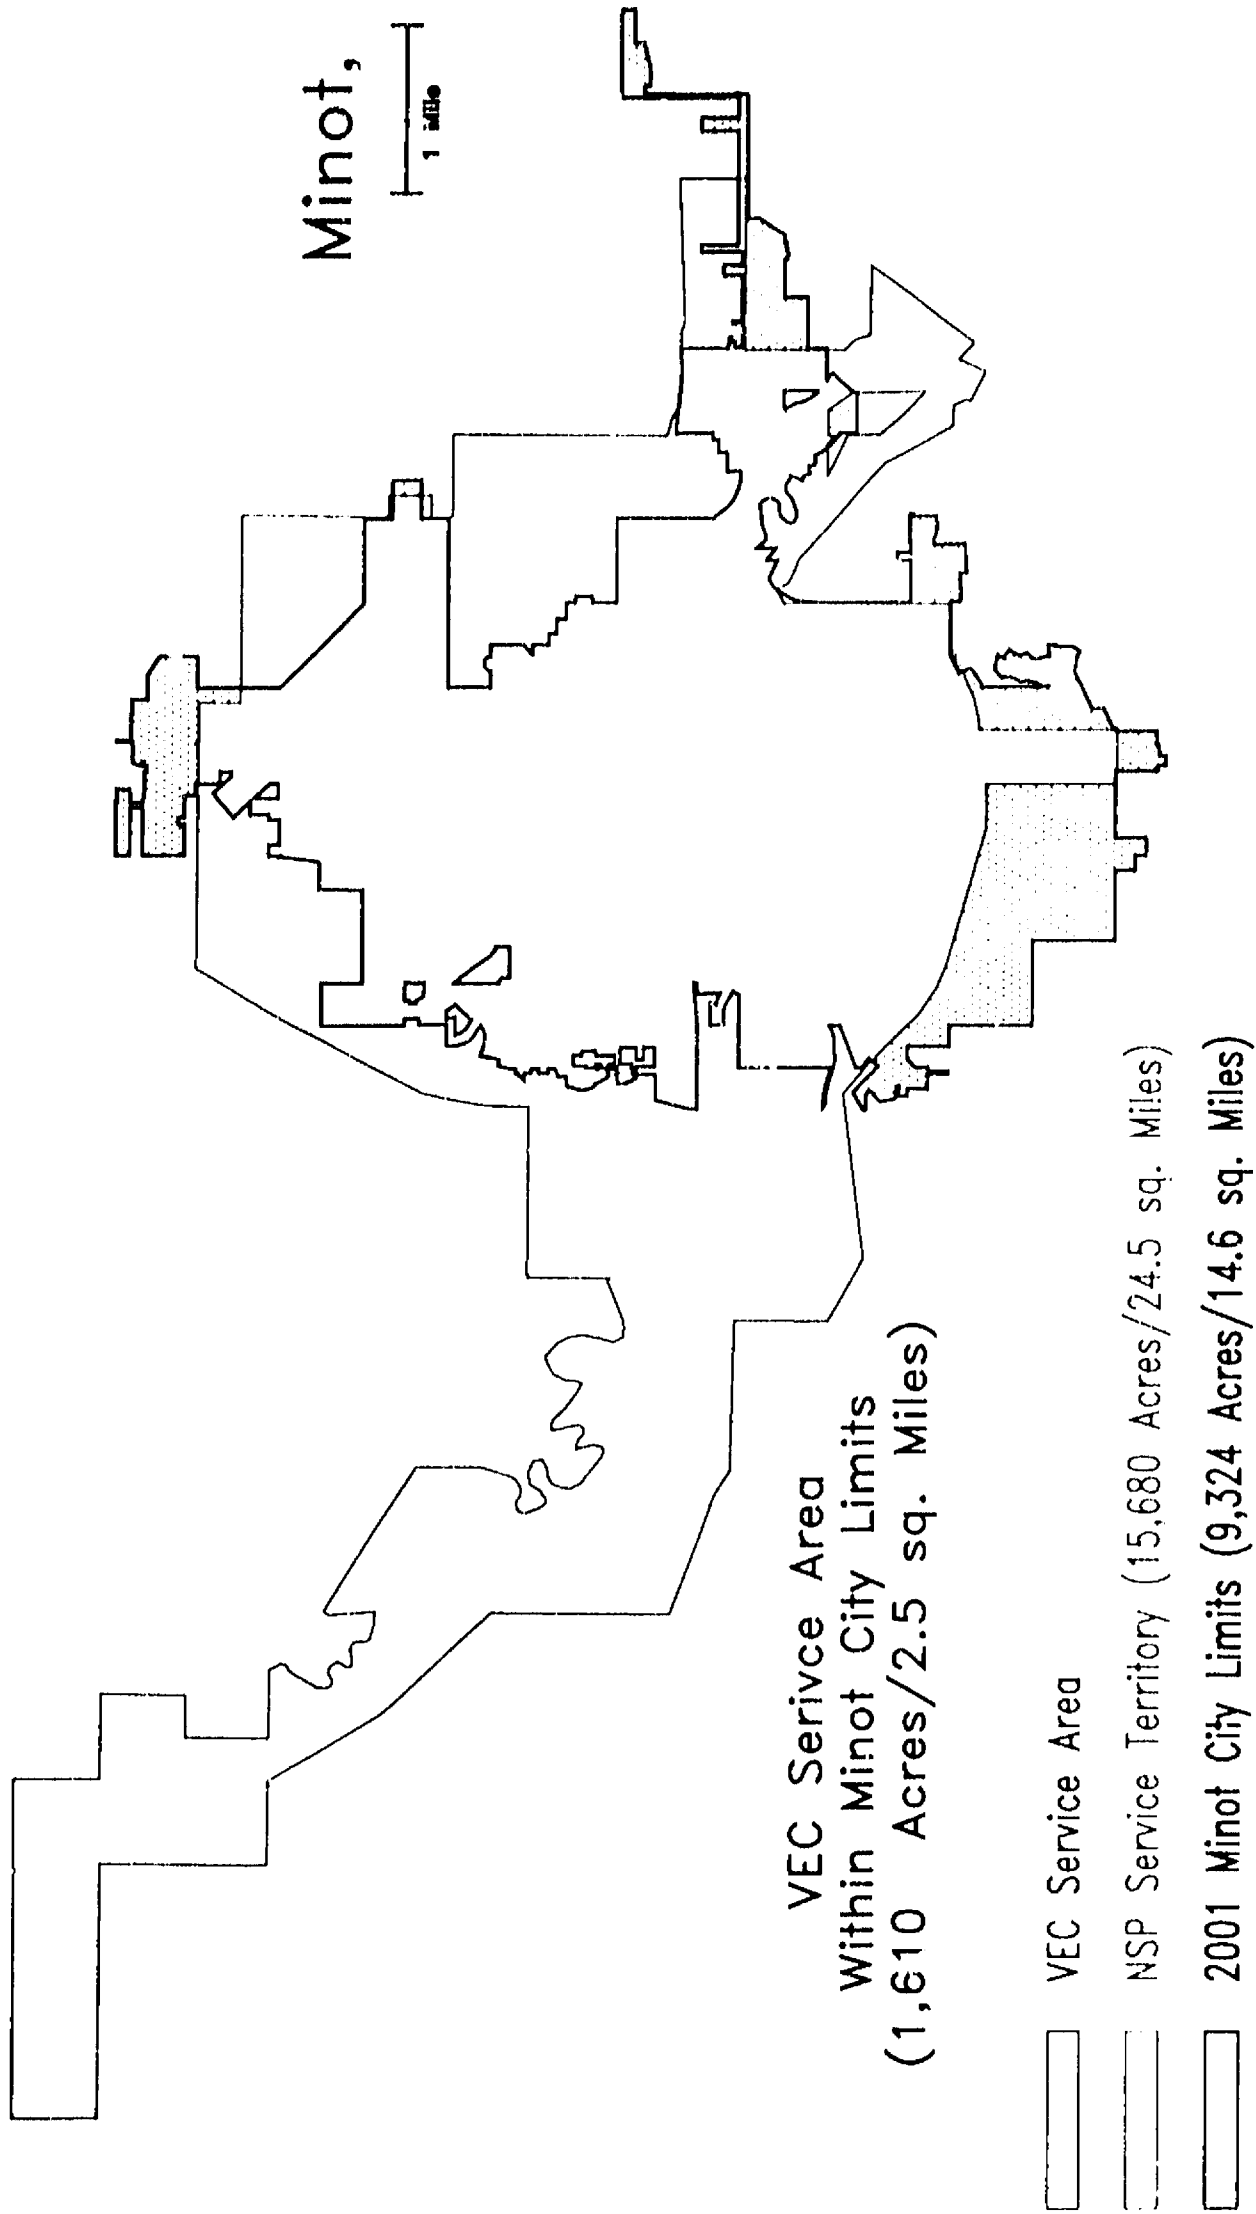 Minot,
1 Mile
VEC Serivce Area
Within Minot City Limits
(1,610 Acres/2.5 sq. Miles)
VEC Service Area
NSP Service Territory (15,680 Acres/24.5 sq. Miles)
2001 Minot City Limits (9,324 Acres/14.6 sq. Miles)